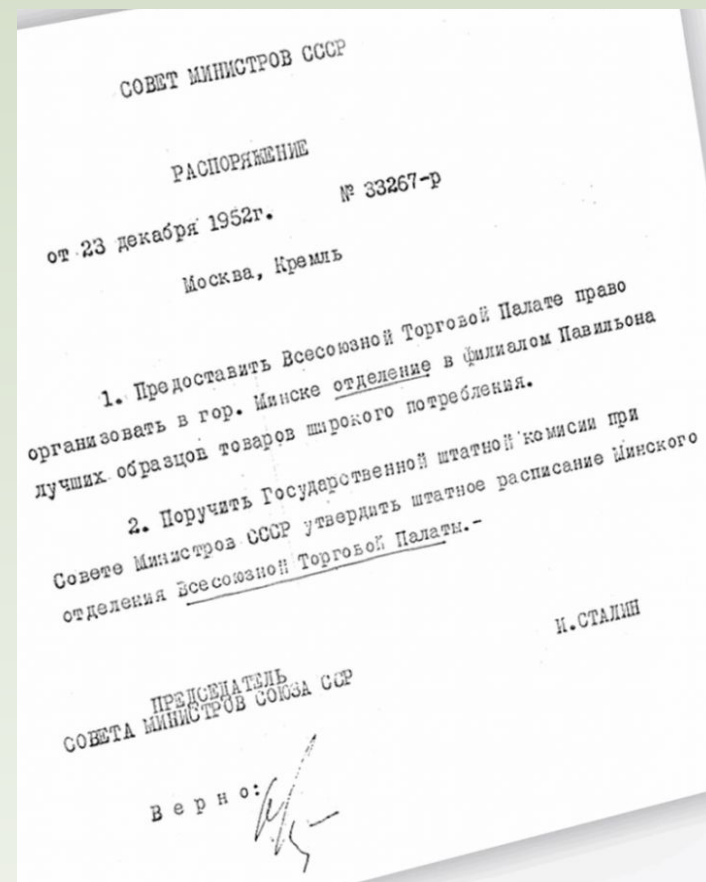 СОВЕТ МИНИСТРОВ СССР
РАСПОРЯЖЕНИЕ
от 23 декабря 1952г. № 33267-р
Москва, Кремль
1. Предоставить Всесоюзной Торговой Палате право
организовать в гор. Минске отделение в филиалом Павильона
лучших образцов товаров широкого потребления.
2. Поручить Государственной штатной комисии при
Совете Министров СССР утвердить штатное расписание Минского
отделения Всесоюзной Торговой Палаты.-
ПРЕДСЕДАТЕЛЬ
СОВЕТА МИНИСТРОВ СОЮЗА ССР
И.СТАЛИН
Верно: